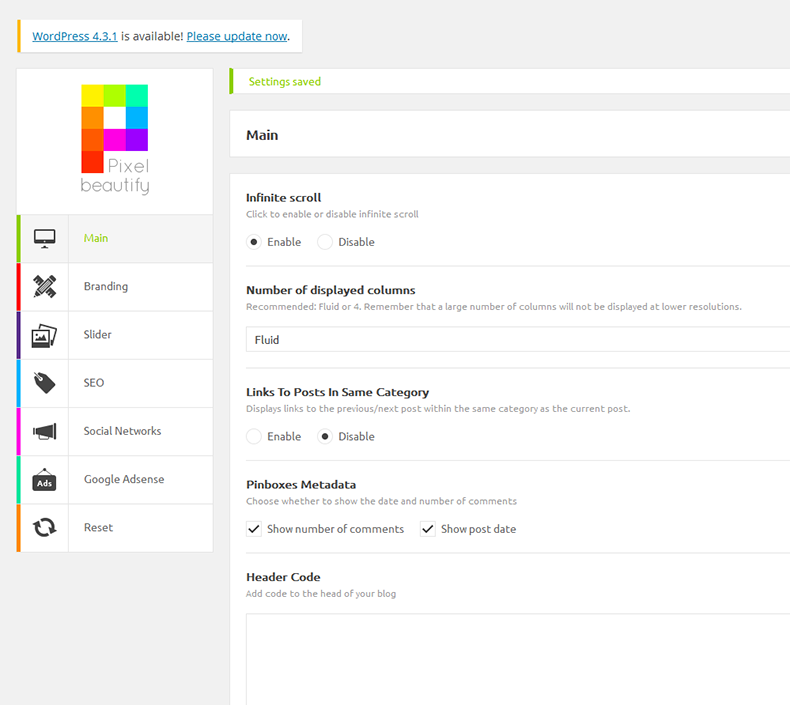 WordPress 4.3.1 is available! Please update now.
Pixel
beautify
Main
Branding
Slider
SEO
Social Networks
Ads
Google Adsense
Reset
Settings saved
Main
Infinite scroll
Click to enable or disable infinite scroll
Enable Disable
Number of displayed columns
Recommended: Fluid or 4. Remember that a large number of columns will not be displayed at lower resolutions.
Fluid
Links To Posts In Same Category
Displays links to the previous/next post within the same category as the current post.
Enable Disable
Pinboxes Metadata
Choose whether to show the date and number of comments
Show number of comments Show post date
Header Code
Add code to the head of your blog